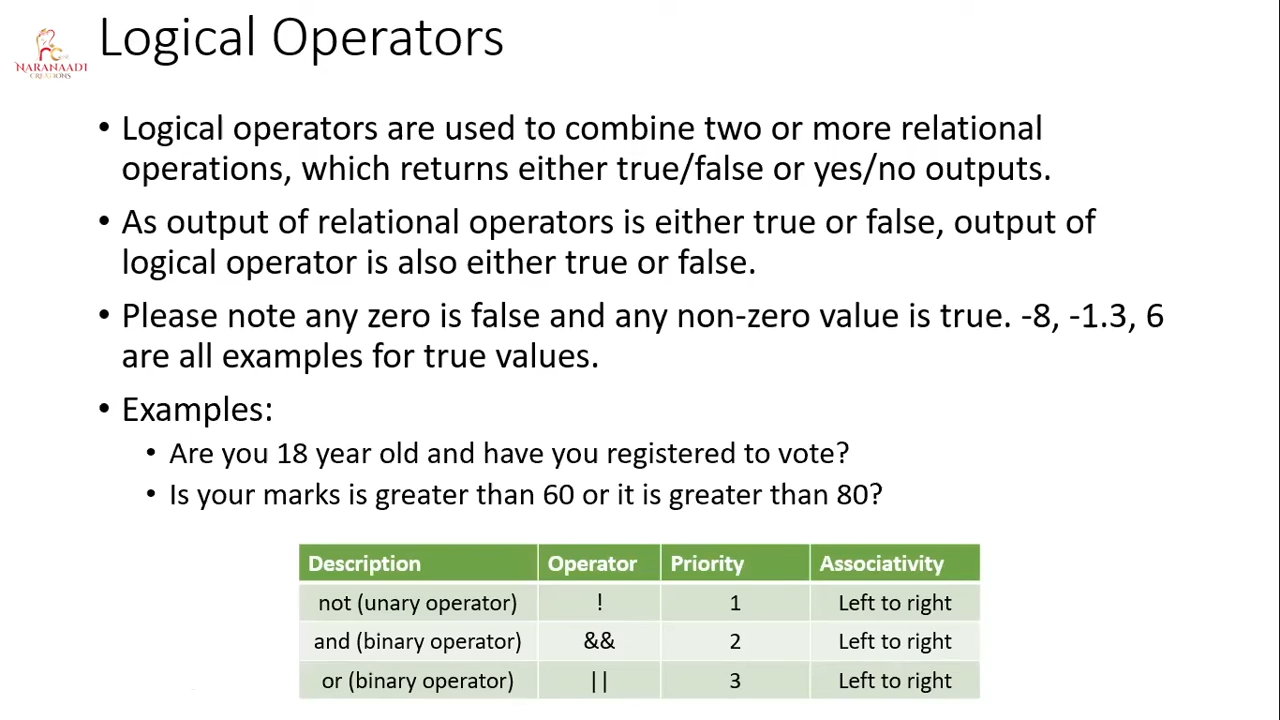 Logical Operators
NARANAADI
CREATIONS
• Logical operators are used to combine two or more relational
operations, which returns either true/false or yes/no outputs.
• As output of relational operators is either true or false, output of
logical operator is also either true or false.
• Please note any zero is false and any non-zero value is true. -8, -1.3, 6
are all examples for true values.
• Examples:
• Are you 18 year old and have you registered to vote?
• Is your marks is greater than 60 or it is greater than 80?
Description Operator Priority Associativity
not (unary operator) ! 1 Left to right
and (binary operator) && 2 Left to right
or (binary operator) || 3 Left to right